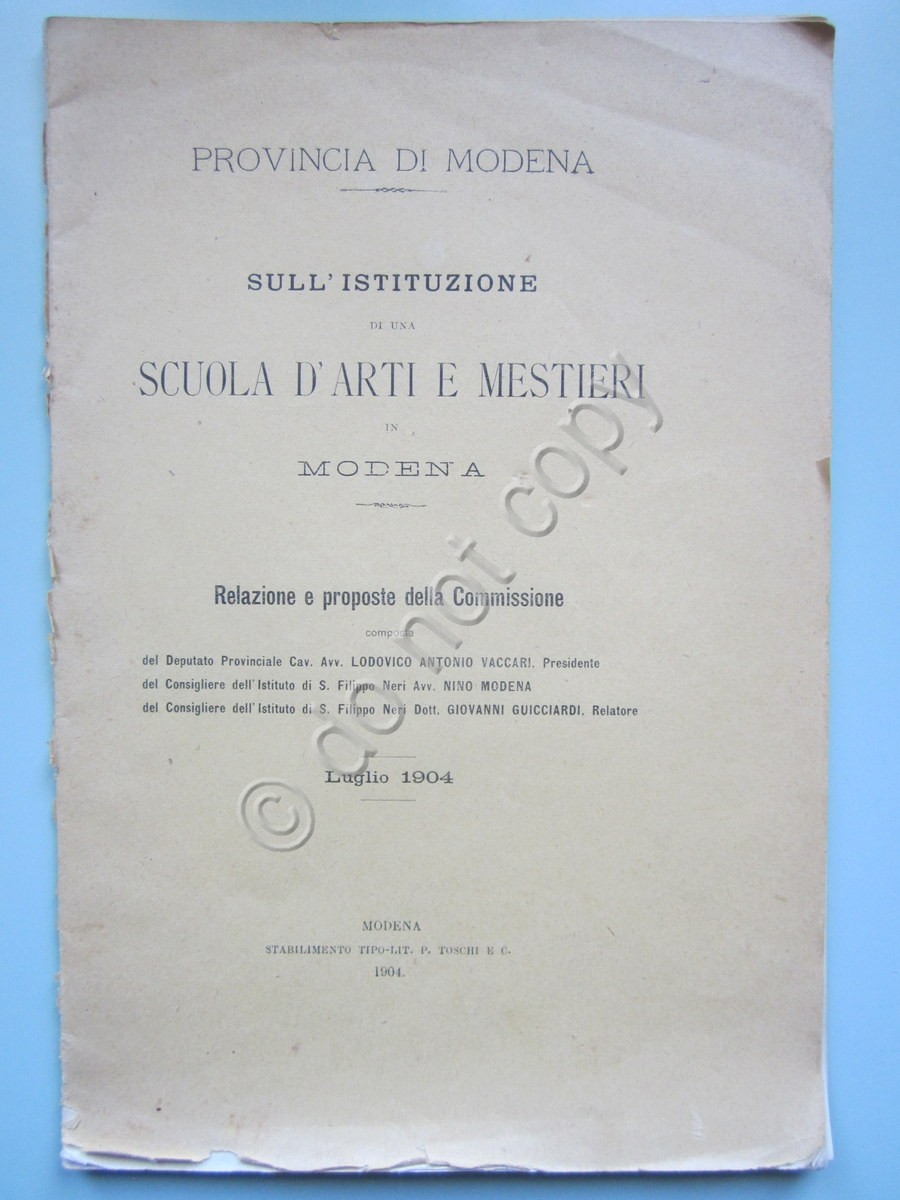 PROVINCIA DI MODENA
SULL'ISTITUZIONE
DI UNA
SCUOLA D'ARTI E MESTIERI
IN
MODENA
Relazione e proposte della Commissione
composta
del Deputato Provinciale Cav. Avv. LODOVICO ANTONIO VACCARI, Presidente
del Consigliere dell'Istituto di S. Filippo Neri Avv. NINO MODENA
del Consigliere dell'Istituto di S. Filippo Neri Dott. GIOVANNI GUICCIARDI, Relatore
Luglio 1904
MODENA
STABILIMENTO TIPO-LIT. P. TOSCHI E C.
1904.
© do not copy